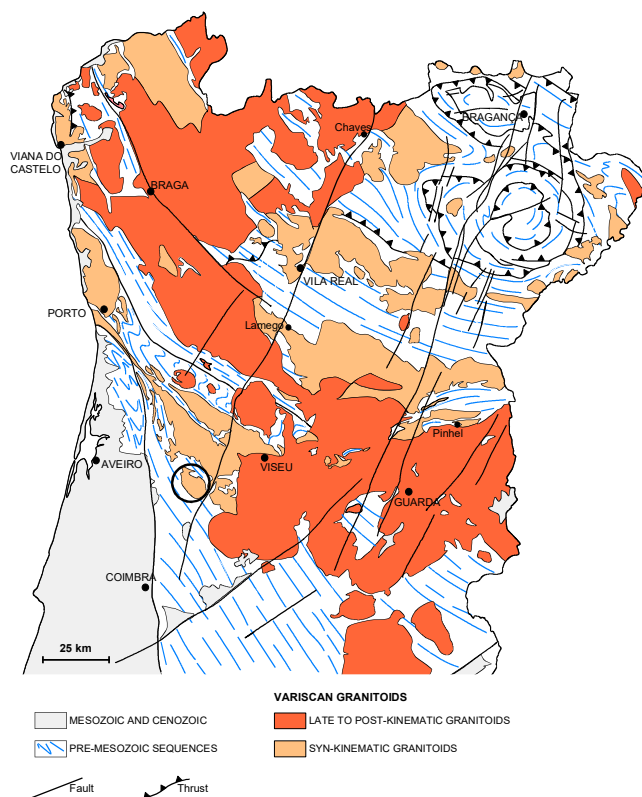 Chaves
BRAGANÇA
VIANA DO
CASTELO
BRAGA
VILA REAL
PORTO
Lamego
Pinhel
AVEIRO
VISEU
GUARDA
COIMBRA
25 km
VARISCAN GRANITOIDS
MESOZOIC AND CENOZOIC
LATE TO POST-KINEMATIC GRANITOIDS
PRE-MESOZOIC SEQUENCES
SYN-KINEMATIC GRANITOIDS
Fault
Thrust